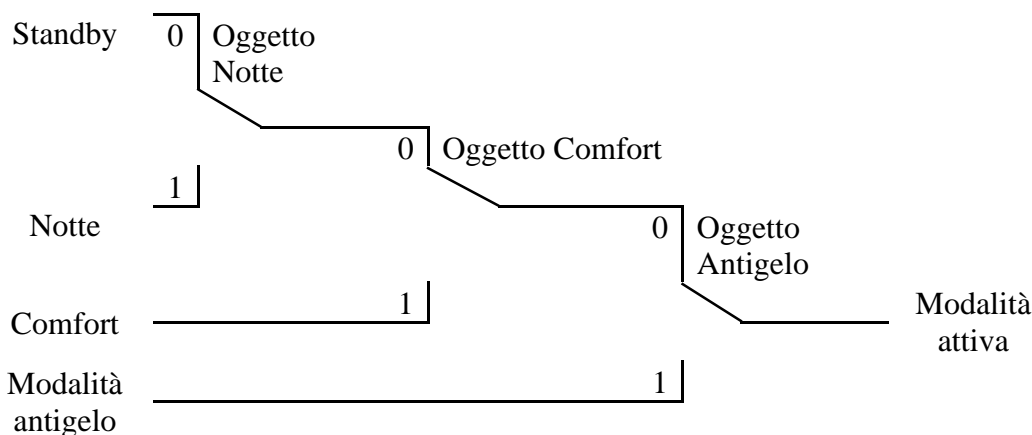 Standby 0 Oggetto
Notte
0 Oggetto Comfort
1
Notte 0 Oggetto
Antigelo
1 Modalità
Comfort attiva
Modalità 1
antigelo